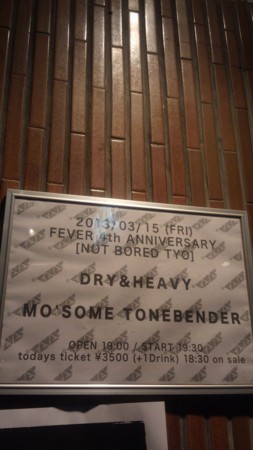 2013/03/15 (FRI)
FEVER 4th ANNIVERSARY
[NOT BORED TYO]
DRY&HEAVY
MO'SOME TONEBENDER
OPEN 19:00 / START 19:30
todays ticket ¥3500 (+1Drink) 18:30 on sale